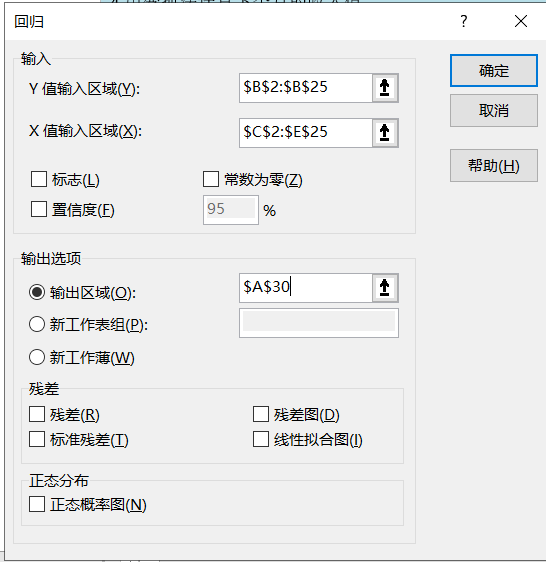 回归
?
输入
Y 值输入区域(Y):
$B$2:$B$25
X 值输入区域(X):
$C$2:$E$25
标志(L)
常数为零(Z)
置信度(F)
95
%
确定
取消
帮助(H)
输出选项
输出区域(O):
$A$30
新工作表组(P):
新工作薄(W)
残差
残差(R)
残差图(D)
标准残差(T)
线性拟合图(I)
正态分布
正态概率图(N)